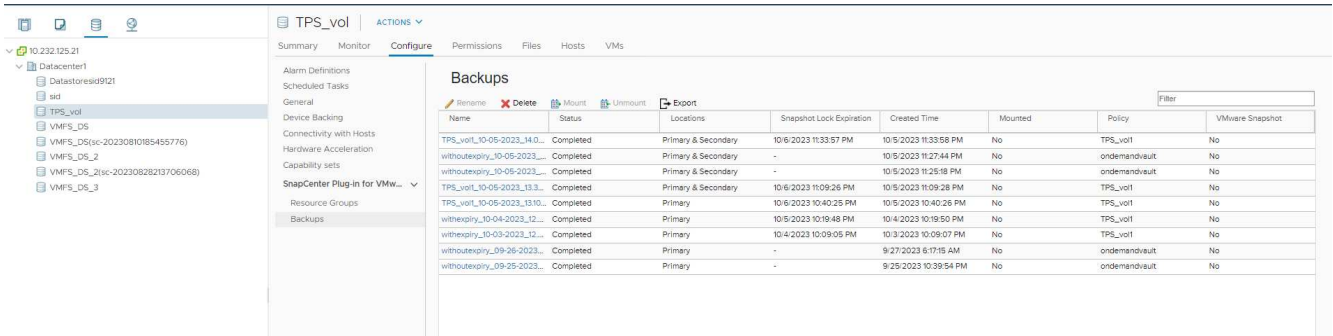 TPS_vol ACTIONS
Summary Monitor Configure Permissions Files Hosts VMs
10.232.125.21
Datacenter1
Datastoresid9121
sid
TPS_vol
VMFS_DS
VMFS_DS(sc-20230810185455776)
VMFS_DS_2
VMFS_DS_2(sc-20230828213706068)
VMFS_DS_3
Alarm Definitions
Scheduled Tasks
General
Device Backing
Connectivity with Hosts
Hardware Acceleration
Capability sets
SnapCenter Plug-in for VMw...
Resource Groups
Backups
Backups
Rename Delete Mount Unmount Export Filter
Name Status Locations Snapshot Lock Expiration Created Time Mounted Policy VMware Snapshot
TPS_vol1_10-05-2023_14.0... Completed Primary & Secondary 10/6/2023 11:33:57 PM 10/5/2023 11:33:58 PM No TPS_vol1 No
withoutexpiry_10-05-2023_... Completed Primary & Secondary - 10/5/2023 11:27:44 PM No ondemandvault No
withoutexpiry_10-05-2023_... Completed Primary & Secondary - 10/5/2023 11:25:18 PM No ondemandvault No
TPS_vol1_10-05-2023_13.3... Completed Primary & Secondary 10/6/2023 11:09:26 PM 10/5/2023 11:09:28 PM No TPS_vol1 No
TPS_vol1_10-05-2023_13.10... Completed Primary 10/6/2023 10:40:25 PM 10/5/2023 10:40:26 PM No TPS_vol1 No
withexpiry_10-04-2023_12.... Completed Primary 10/5/2023 10:19:48 PM 10/4/2023 10:19:50 PM No TPS_vol1 No
withexpiry_10-03-2023_12.... Completed Primary 10/4/2023 10:09:05 PM 10/3/2023 10:09:07 PM No TPS_vol1 No
withoutexpiry_09-26-2023... Completed Primary - 9/27/2023 6:17:15 AM No ondemandvault No
withoutexpiry_09-25-2023... Completed Primary - 9/25/2023 10:39:54 PM No ondemandvault No